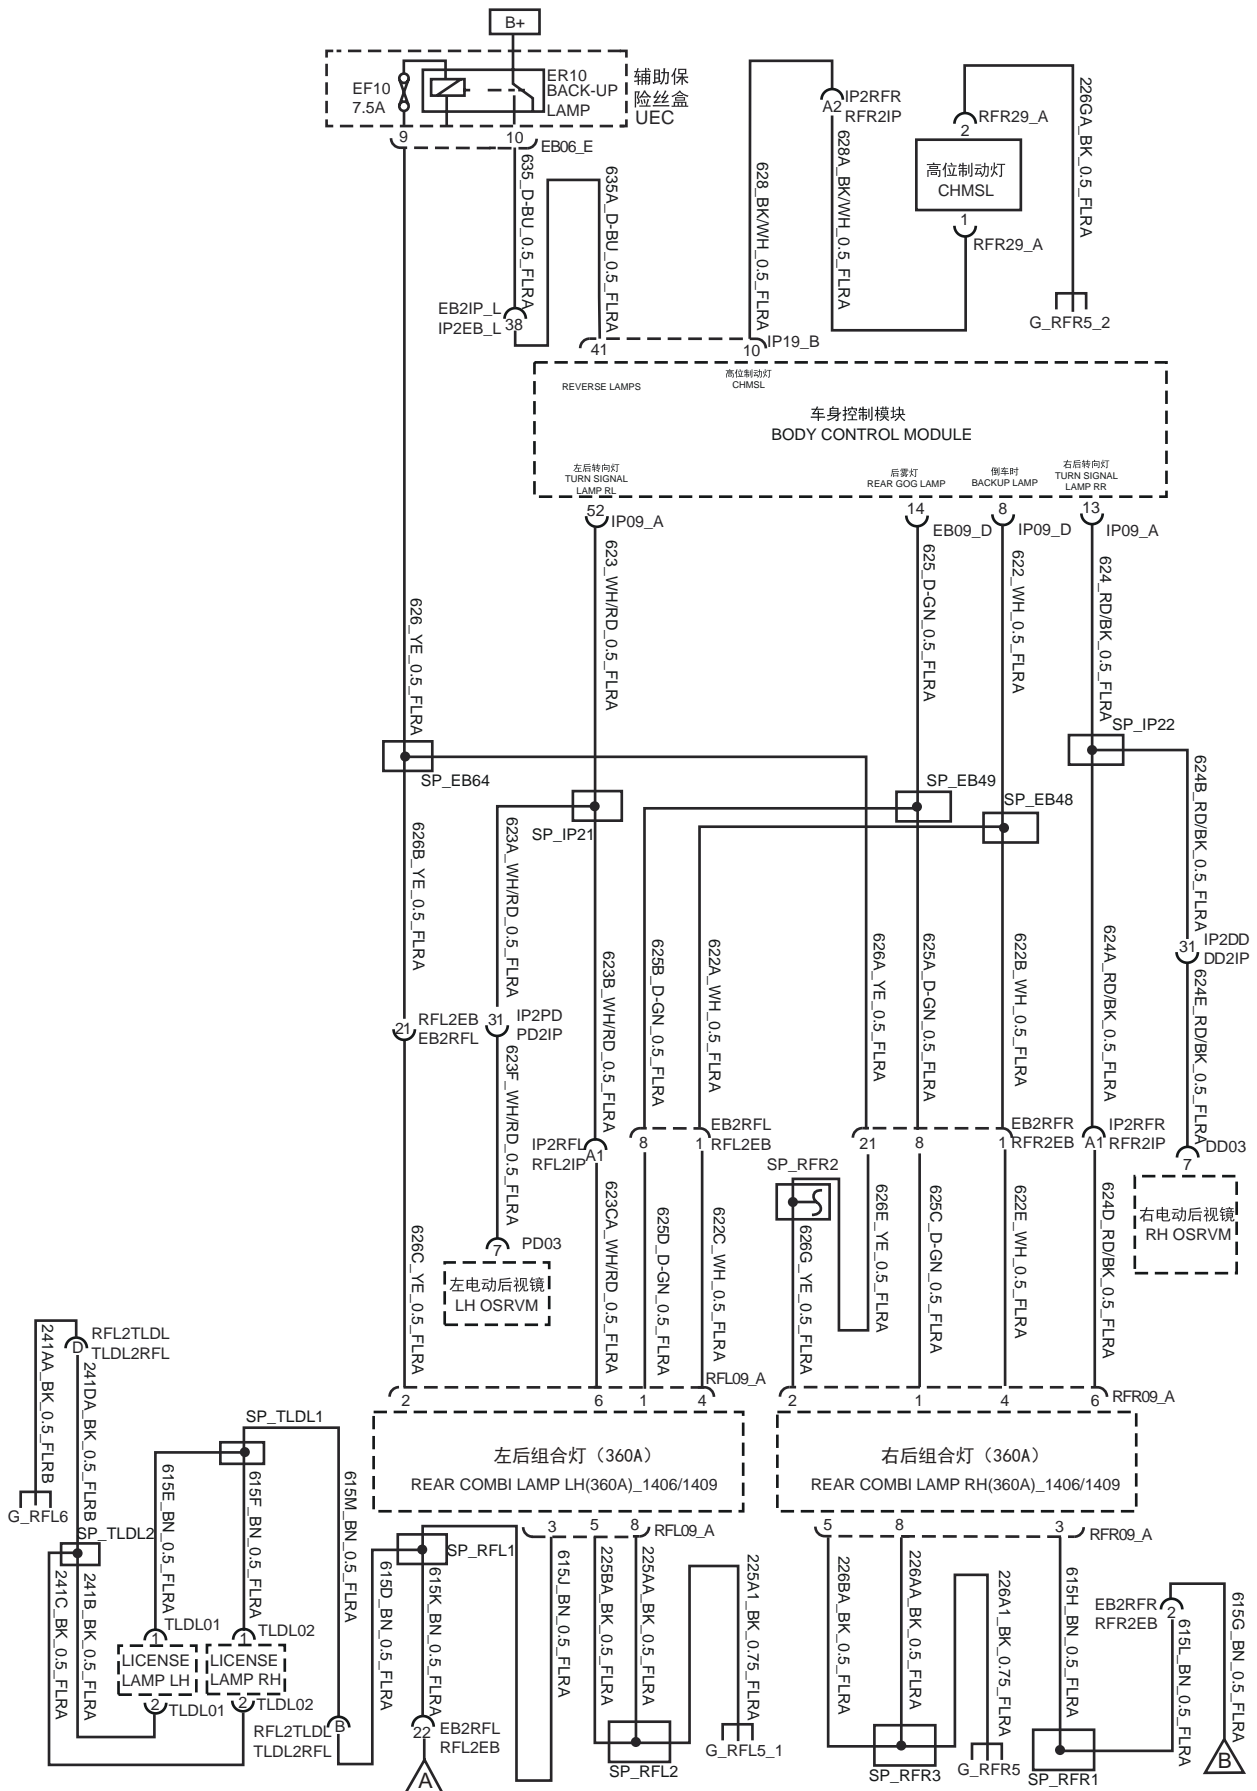 B+
EF10
7.5A
ER10
BACK-UP
LAMP
辅助保
险丝盒
UEC
9
10
EB06_E
635_D-BU_0.5_FLRA
635A_D-BU_0.5_FLRA
EB2IP_L
IP2EB_L
38
628_BK/WH_0.5_FLRA
IP2RFR
RFR2IP
A2
628A_BK/WH_0.5_FLRA
2
RFR29_A
高位制动灯
CHMSL
1
RFR29_A
226GA_BK_0.5_FLRA
G_RFR5_2
41
10
IP19_B
REVERSE LAMPS
高位制动灯
CHMSL
车身控制模块
BODY CONTROL MODULE
左后转向灯
TURN SIGNAL
LAMP RL
后雾灯
REAR GOG LAMP
倒车时
BACKUP LAMP
右后转向灯
TURN SIGNAL
LAMP RR
52
IP09_A
14
EB09_D
8
IP09_D
13
IP09_A
626_YE_0.5_FLRA
623_WH/RD_0.5_FLRA
625_D-GN_0.5_FLRA
622_WH_0.5_FLRA
624_RD/BK_0.5_FLRA
SP_EB64
SP_IP21
SP_EB49
SP_EB48
SP_IP22
624B_RD/BK_0.5_FLRA
626B_YE_0.5_FLRA
623A_WH/RD_0.5_FLRA
623B_WH/RD_0.5_FLRA
625B_D-GN_0.5_FLRA
622A_WH_0.5_FLRA
626A_YE_0.5_FLRA
625A_D-GN_0.5_FLRA
622B_WH_0.5_FLRA
624A_RD/BK_0.5_FLRA
31
IP2DD
DD2IP
624E_RD/BK_0.5_FLRA
21
RFL2EB
EB2RFL
31
IP2PD
PD2IP
623F_WH/RD_0.5_FLRA
IP2RFL
RFL2IP
A1
8
1
EB2RFL
RFL2EB
21
8
1
EB2RFR
RFR2EB
A1
IP2RFR
RFR2IP
7
DD03
右电动后视镜
RH OSRVM
SP_RFR2
626C_YE_0.5_FLRA
623CA_WH/RD_0.5_FLRA
625D_D-GN_0.5_FLRA
622C_WH_0.5_FLRA
626G_YE_0.5_FLRA
626E_YE_0.5_FLRA
625C_D-GN_0.5_FLRA
622E_WH_0.5_FLRA
624D_RD/BK_0.5_FLRA
7
PD03
左电动后视镜
LH OSRVM
2
6
1
4
RFL09_A
2
1
4
6
RFR09_A
左后组合灯（360A）
REAR COMBI LAMP LH(360A)_1406/1409
右后组合灯（360A）
REAR COMBI LAMP RH(360A)_1406/1409
3
5
8
RFL09_A
5
8
3
RFR09_A
241AA_BK_0.5_FLRB
D
RFL2TLDL
TLDL2RFL
241DA_BK_0.5_FLRB
G_RFL6
SP_TLDL2
SP_TLDL1
615E_BN_0.5_FLRA
615F_BN_0.5_FLRA
615M_BN_0.5_FLRA
241C_BK_0.5_FLRA
241B_BK_0.5_FLRA
1
TLDL01
LICENSE
LAMP LH
2
TLDL01
1
TLDL02
LICENSE
LAMP RH
2
TLDL02
RFL2TLDL
TLDL2RFL
B
SP_RFL1
615D_BN_0.5_FLRA
615K_BN_0.5_FLRA
615J_BN_0.5_FLRA
225BA_BK_0.5_FLRA
225AA_BK_0.5_FLRA
225A1_BK_0.75_FLRA
22
EB2RFL
RFL2EB
A
SP_RFL2
G_RFL5_1
226BA_BK_0.5_FLRA
226AA_BK_0.5_FLRA
226A1_BK_0.75_FLRA
SP_RFR3
G_RFR5
615H_BN_0.5_FLRA
SP_RFR1
EB2RFR
RFR2EB
2
615L_BN_0.5_FLRA
615G_BN_0.5_FLRA
B